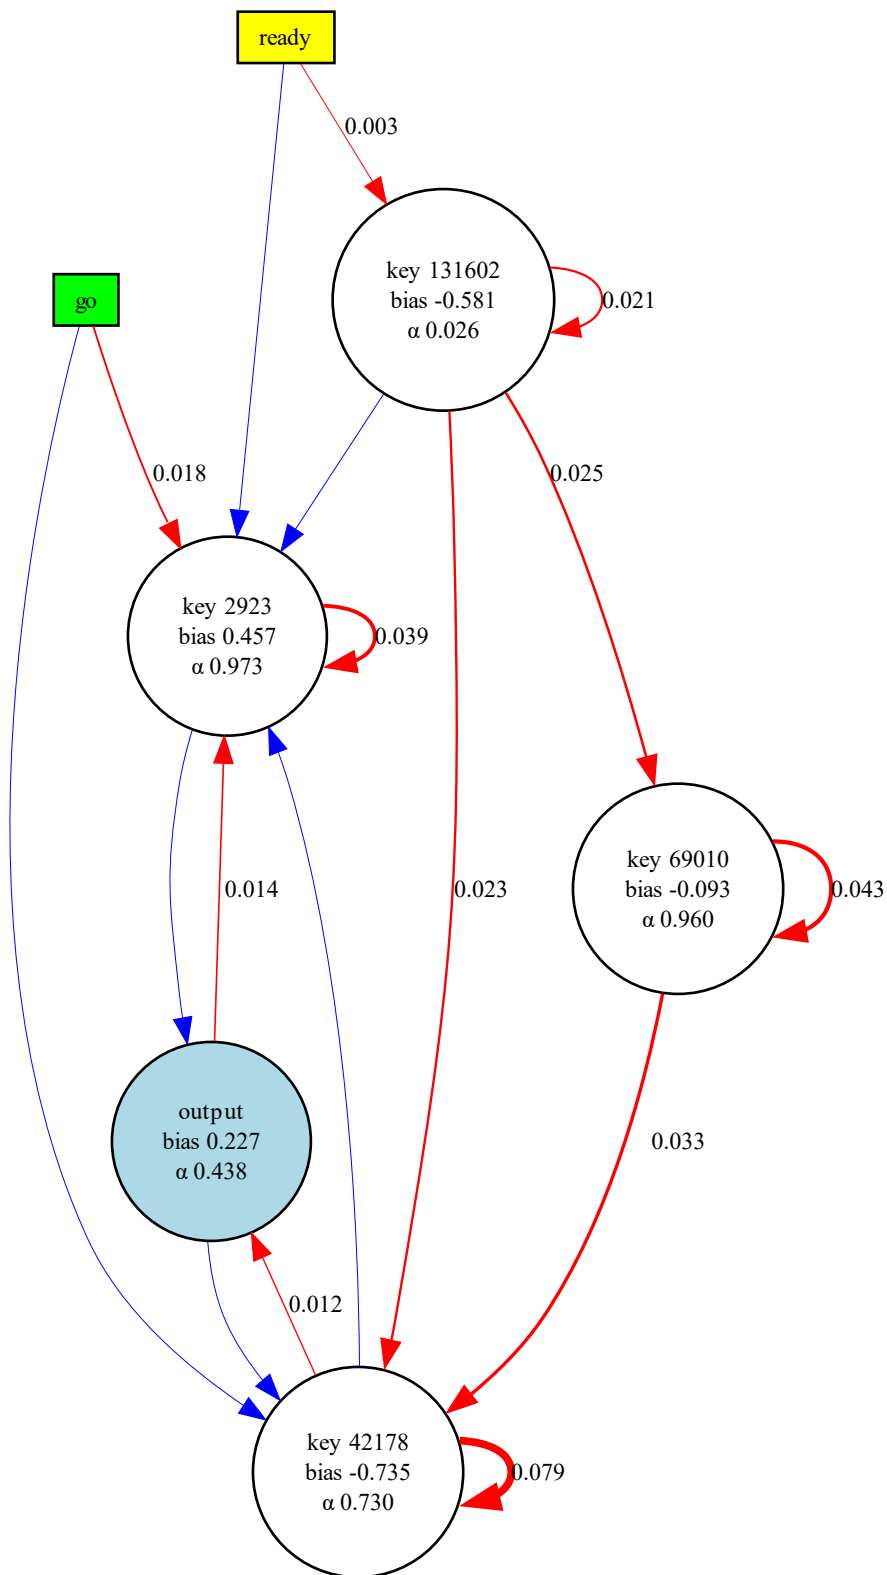 ready
0.003
key 131602
bias -0.581
α 0.026
0.021
go
0.018
0.025
key 2923
bias 0.457
α 0.973
0.039
key 69010
bias -0.093
α 0.960
0.043
0.014
0.023
output
bias 0.227
α 0.438
0.033
0.012
key 42178
bias -0.735
α 0.730
0.079